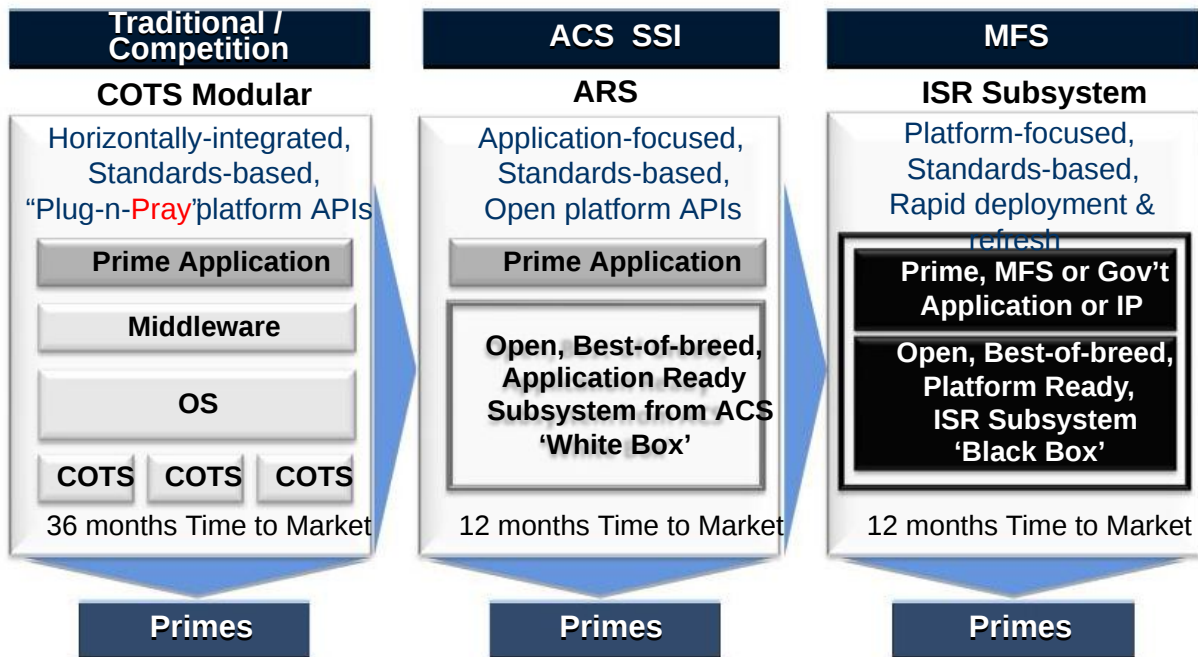 Traditional /
Competition
COTS Modular
Horizontally-integrated,
Standards-based,
“Plug-n-Pray”platform APIs
Prime Application
Middleware
OS
COTS COTS COTS
36 months Time to Market
Primes
ACS SSI
ARS
Application-focused,
Standards-based,
Open platform APIs
Prime Application
Open, Best-of-breed,
Application Ready
Subsystem from ACS
‘White Box’
12 months Time to Market
Primes
MFS
ISR Subsystem
Platform-focused,
Standards-based,
Rapid deployment &
refresh
Prime, MFS or Gov’t
Application or IP
Open, Best-of-breed,
Platform Ready,
ISR Subsystem
‘Black Box’
12 months Time to Market
Primes